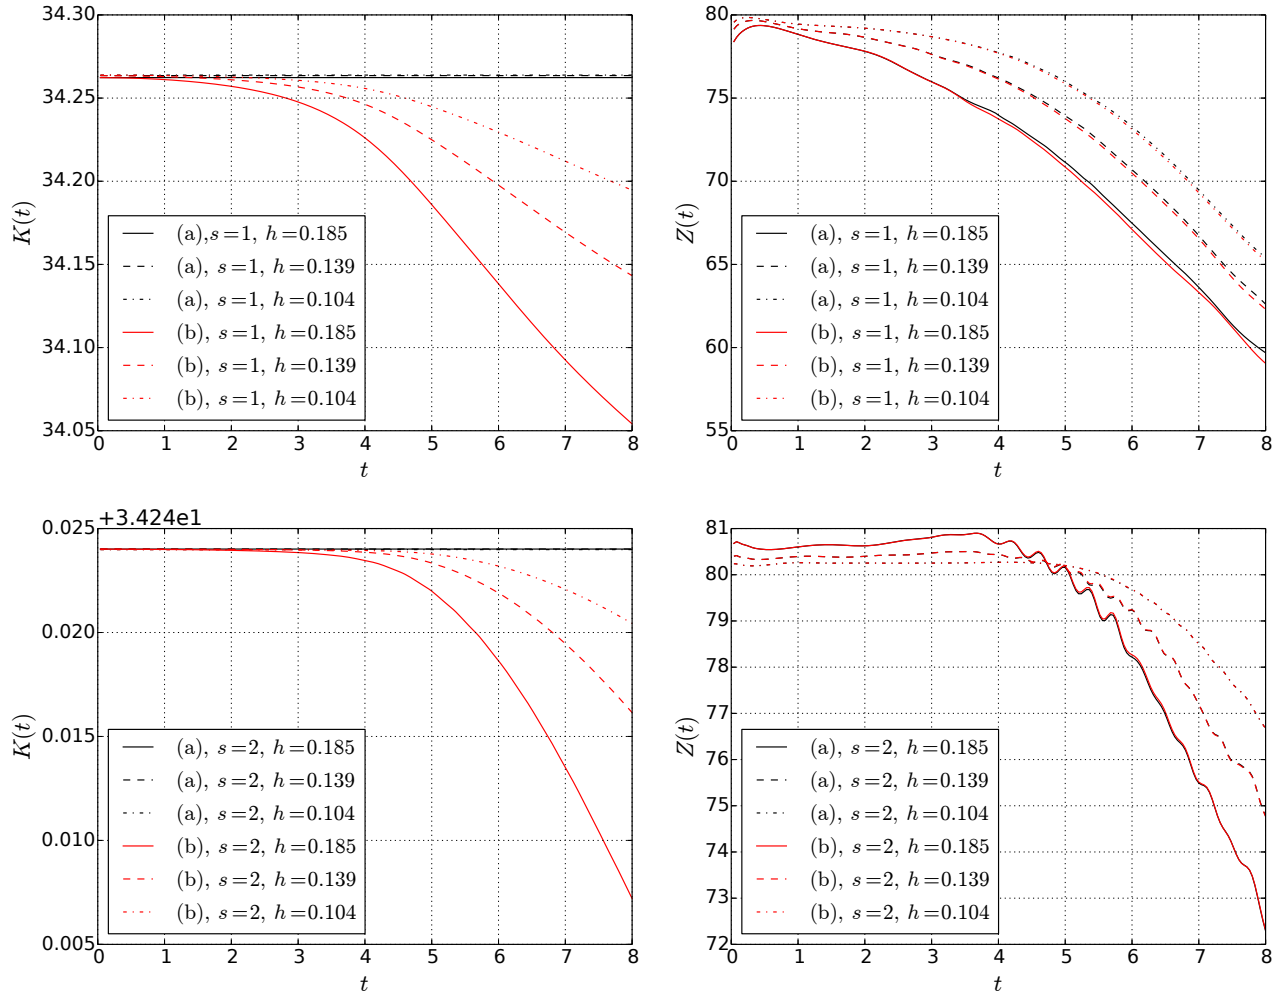 34.30
34.25
34.20
34.15
34.10
34.05
K(t)
(a),s=1, h=0.185
(a), s=1, h=0.139
(a), s=1, h=0.104
(b), s=1, h=0.185
(b), s=1, h=0.139
(b), s=1, h=0.104
0 1 2 3 4 5 6 7 8
t
80
75
70
65
60
55
Z(t)
(a), s=1, h=0.185
(a), s=1, h=0.139
(a), s=1, h=0.104
(b), s=1, h=0.185
(b), s=1, h=0.139
(b), s=1, h=0.104
0 1 2 3 4 5 6 7 8
t
+3.424e1
0.025
0.020
0.015
0.010
0.005
K(t)
(a), s=2, h=0.185
(a), s=2, h=0.139
(a), s=2, h=0.104
(b), s=2, h=0.185
(b), s=2, h=0.139
(b), s=2, h=0.104
0 1 2 3 4 5 6 7 8
t
81
80
79
78
77
76
75
74
73
72
Z(t)
(a), s=2, h=0.185
(a), s=2, h=0.139
(a), s=2, h=0.104
(b), s=2, h=0.185
(b), s=2, h=0.139
(b), s=2, h=0.104
0 1 2 3 4 5 6 7 8
t